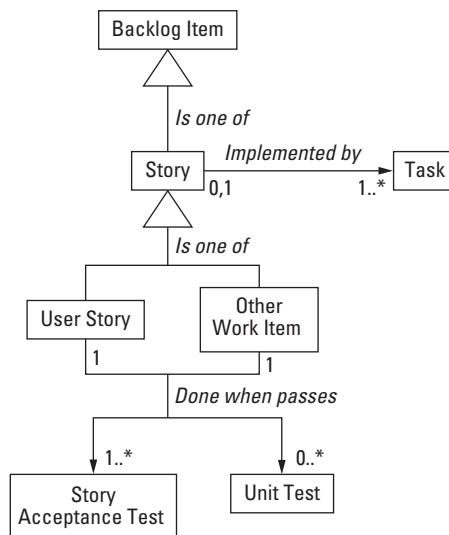 Backlog Item
Is one of
Implemented by
Story
Task
0,1
1..*
Is one of
User Story
Other
Work Item
1
1
Done when passes
1..*
0..*
Story
Acceptance Test
Unit Test